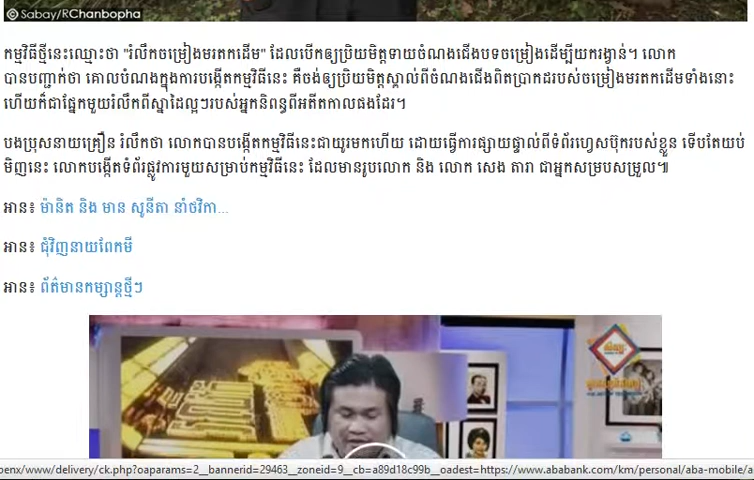 © Sabay/RChanbopha
កម្មវិធីថ្មីនេះឈ្មោះថា "រំលឹកចម្រៀងមរតកដើម" ដែលបើកឲ្យប្រិយមិត្តទាយចំណងជើងបទចម្រៀងដើម្បីយករង្វាន់។ លោក
បានបញ្ជាក់ថា គោលបំណងក្នុងការបង្កើតកម្មវិធីនេះ គឺចង់ឲ្យប្រិយមិត្តស្គាល់ពីចំណងជើងពិតប្រាកដរបស់ចម្រៀងមរតកដើមទាំងនោះ
ហើយក៏ជាផ្នែកមួយរំលឹកពីស្នាដៃល្អៗរបស់អ្នកនិពន្ធពីអតីតកាលផងដែរ។
បងប្រុសនាយគ្រឿន រំលឹកថា លោកបានបង្កើតកម្មវិធីនេះជាយូរមកហើយ ដោយធ្វើការផ្សាយផ្ទាល់ពីទំព័រហ្វេសប៊ុករបស់ខ្លួន ទើបតែយប់
មិញនេះ លោកបង្កើតទំព័រផ្លូវការមួយសម្រាប់កម្មវិធីនេះ ដែលមានរូបលោក និង លោក សេង តារា ជាអ្នកសម្របសម្រួល៕
អាន៖ ម៉ានិត និង មាន សូនីតា នាំថវិកា...
អាន៖ ជុំវិញនាយពែកមី
អាន៖ ព័ត៌មានកម្សាន្តថ្មីៗ
penx/www/delivery/ck.php?oaparams=2__bannerid=29463__zoneid=9__cb=a89d18c99b__oadest=https://www.ababank.com/km/personal/aba-mobile/a